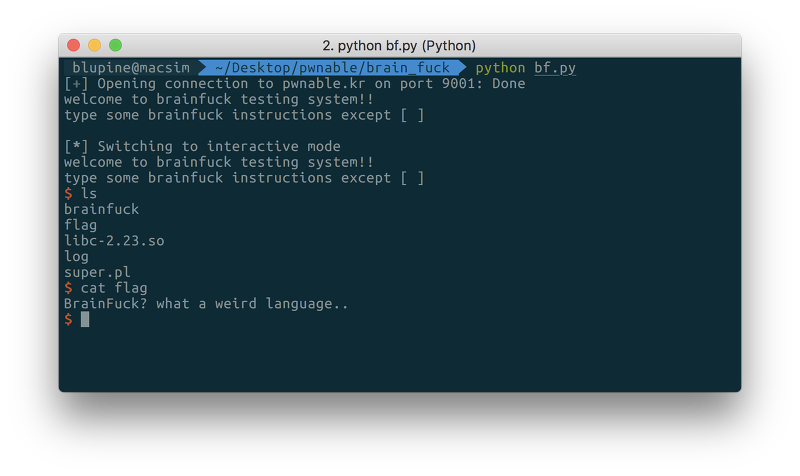 2. python bf.py (Python)
blupine@macsim ~/Desktop/pwnable/brain_fuck python bf.py
[+] Opening connection to pwnable.kr on port 9001: Done
welcome to brainfuck testing system!!
type some brainfuck instructions except [ ]
[*] Switching to interactive mode
welcome to brainfuck testing system!!
type some brainfuck instructions except [ ]
$ ls
brainfuck
flag
libc-2.23.so
log
super.pl
$ cat flag
BrainFuck? what a weird language..
$